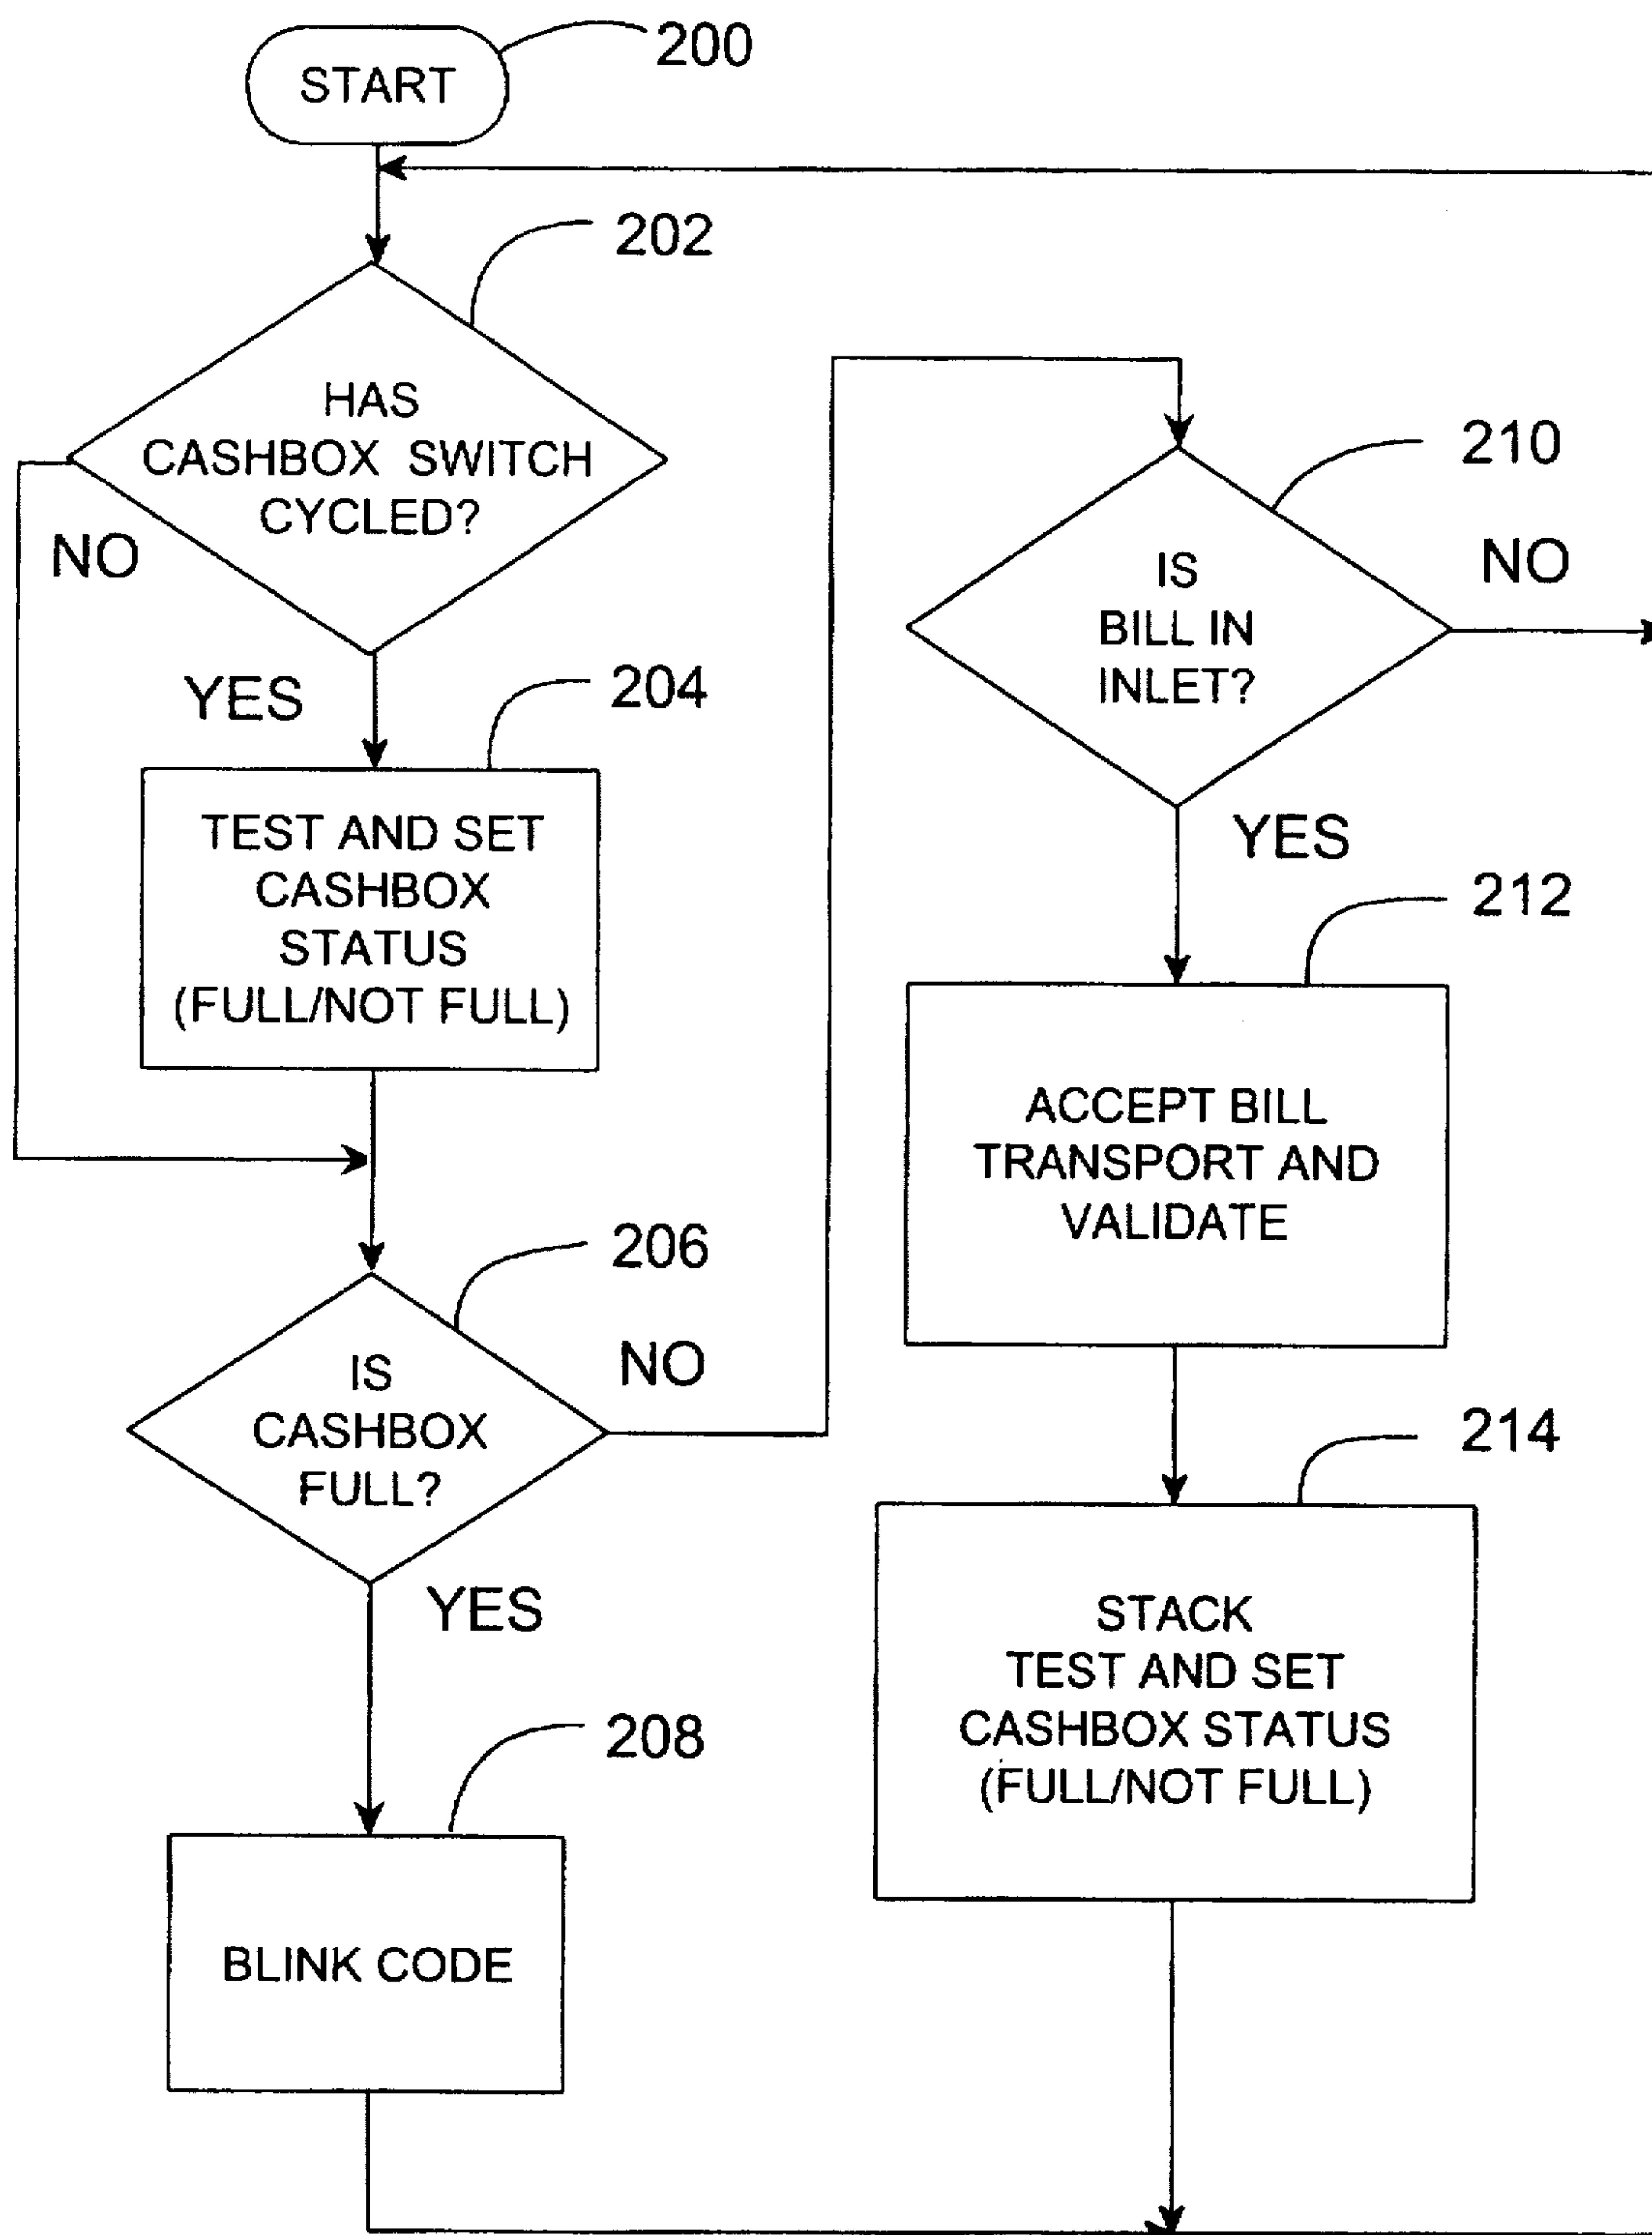 START
200
202
HAS
CASHBOX SWITCH
CYCLED?
NO
YES
204
TEST AND SET
CASHBOX
STATUS
(FULL/NOT FULL)
206
IS
CASHBOX
FULL?
NO
YES
208
BLINK CODE
210
IS
BILL IN
INLET?
NO
YES
212
ACCEPT BILL
TRANSPORT AND
VALIDATE
214
STACK
TEST AND SET
CASHBOX STATUS
(FULL/NOT FULL)